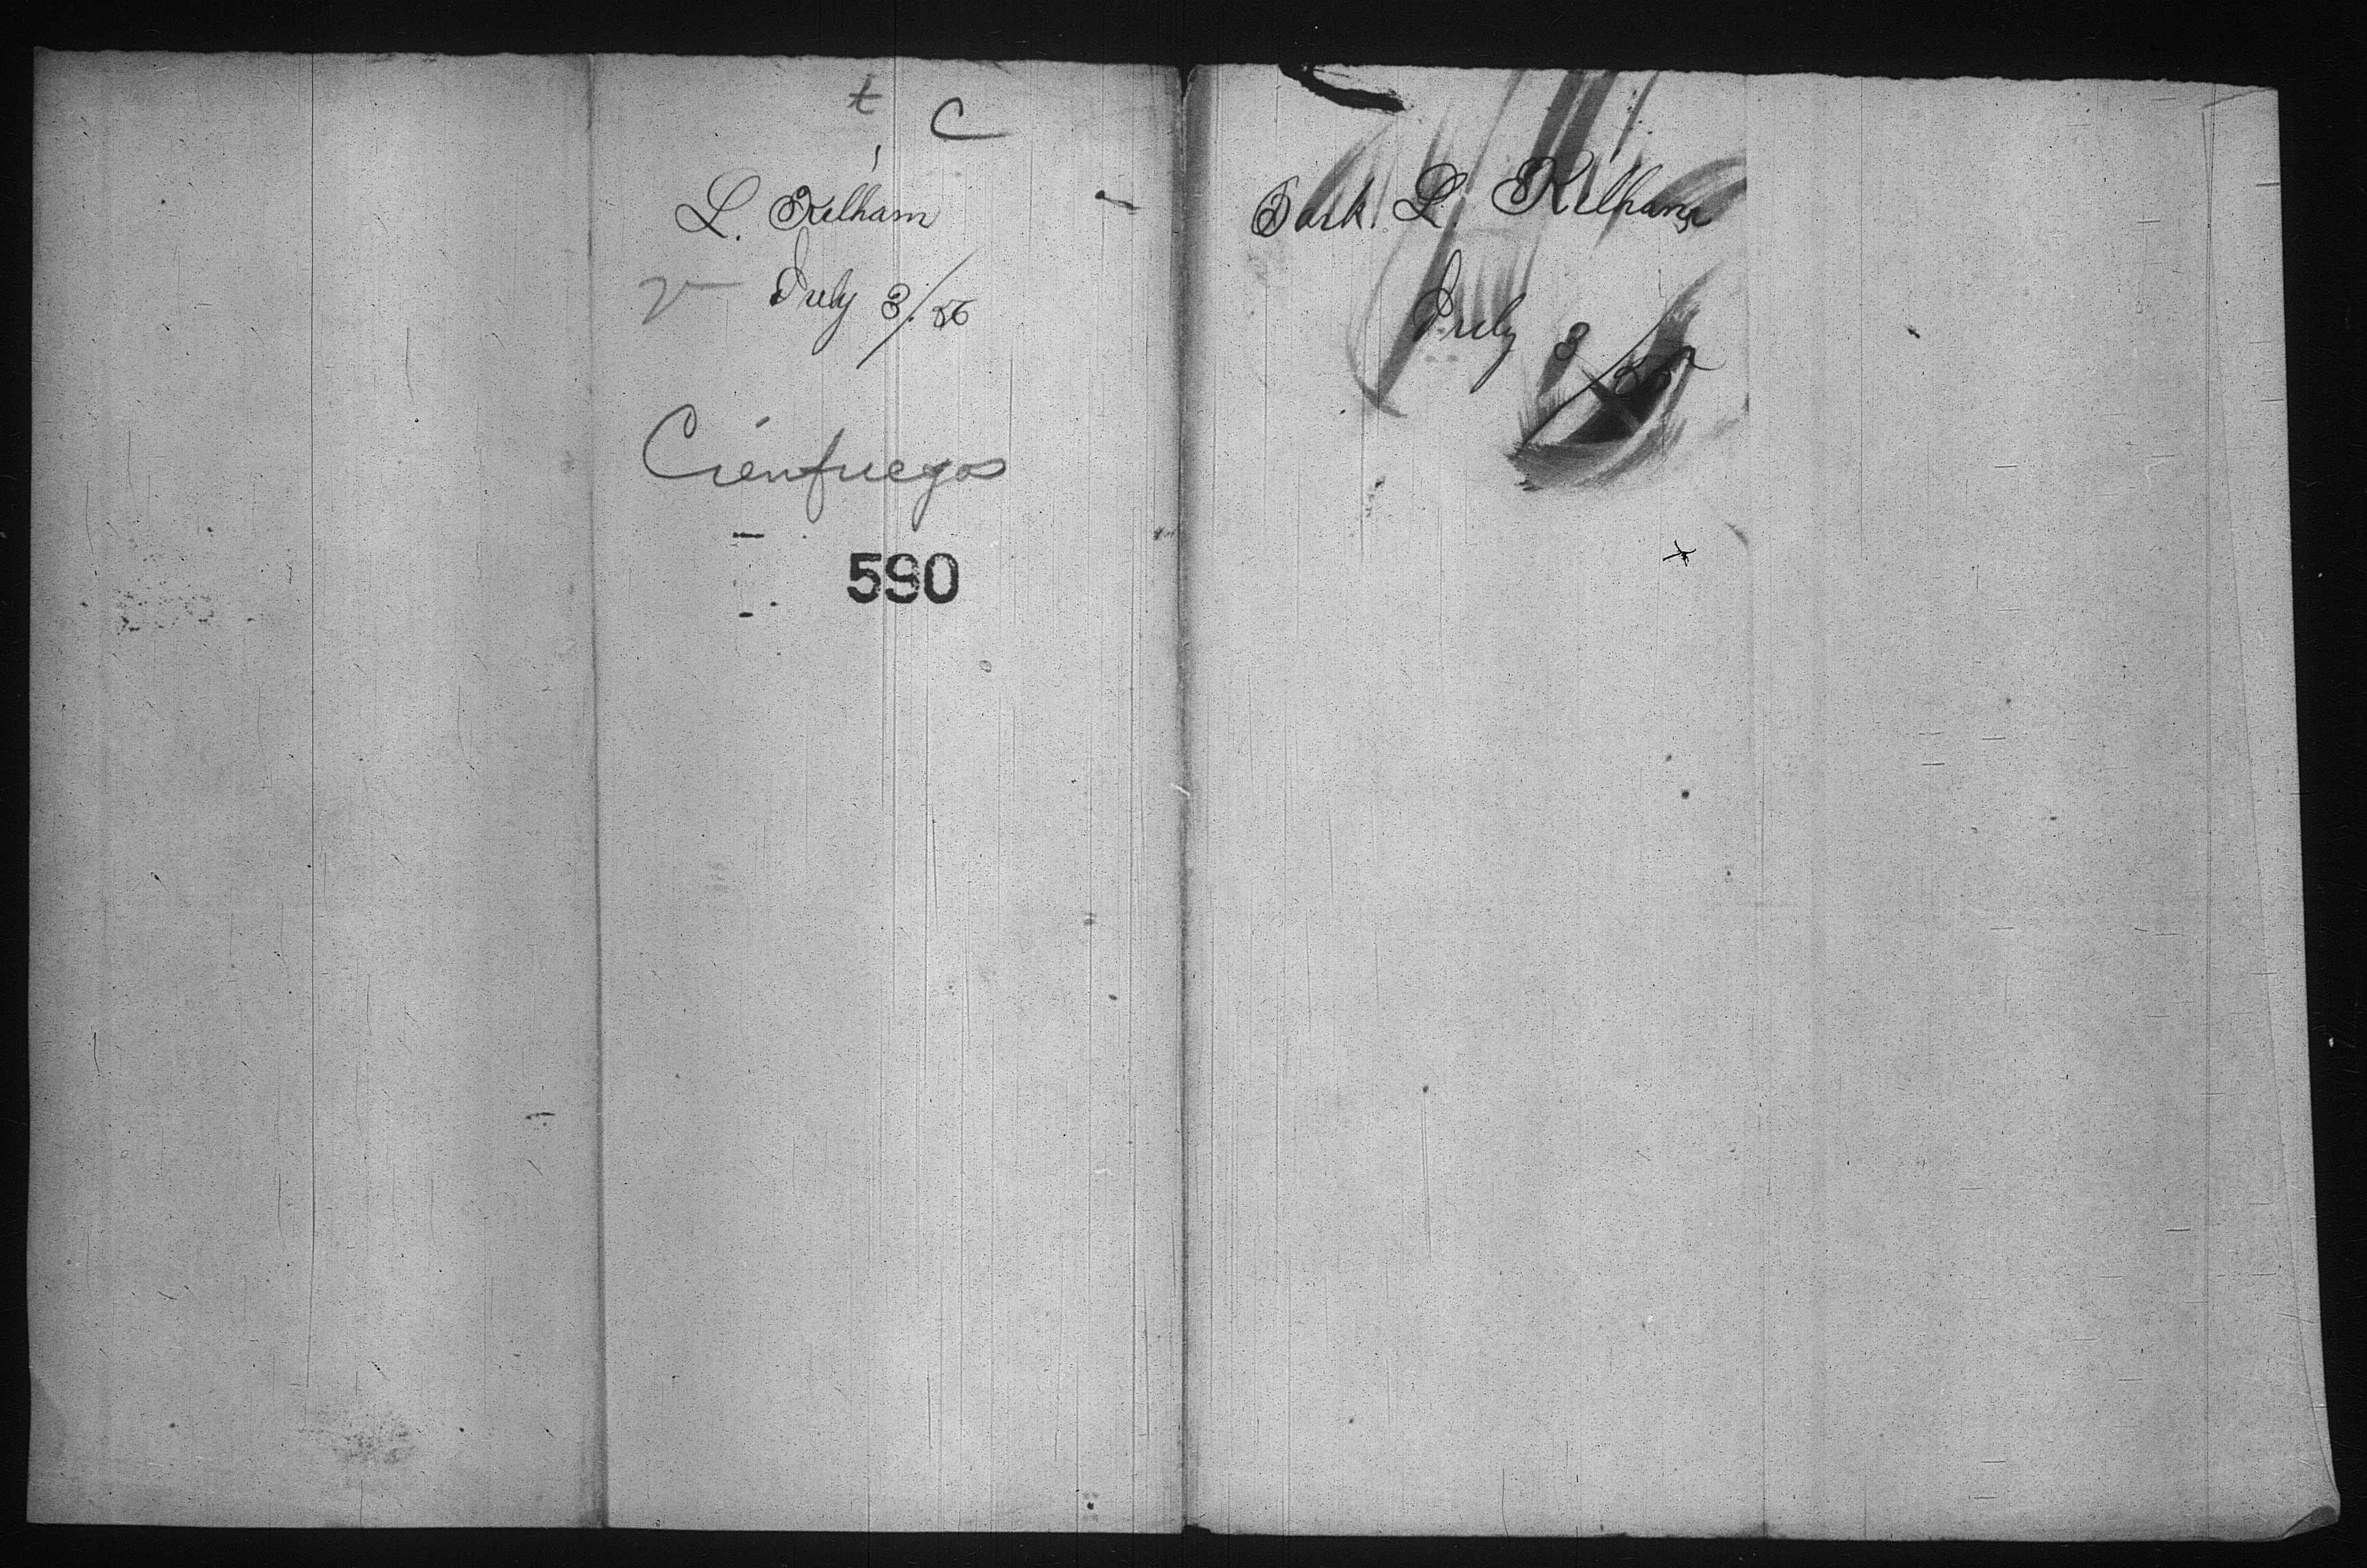 t C
L. Kelham
July 3/.86
Cienfuegos
590
Bark. L. Kelham
July 3